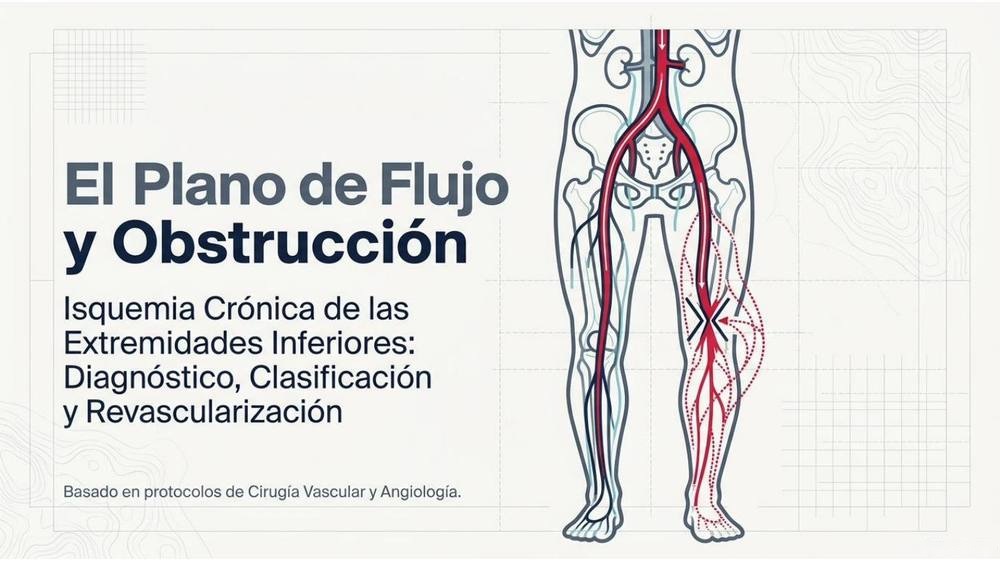 El Plano de Flujo
y Obstrucción
Isquemia Crónica de las
Extremidades Inferiores:
Diagnóstico, Clasificación
y Revascularización
Basado en protocolos de Cirugía Vascular y Angiología.